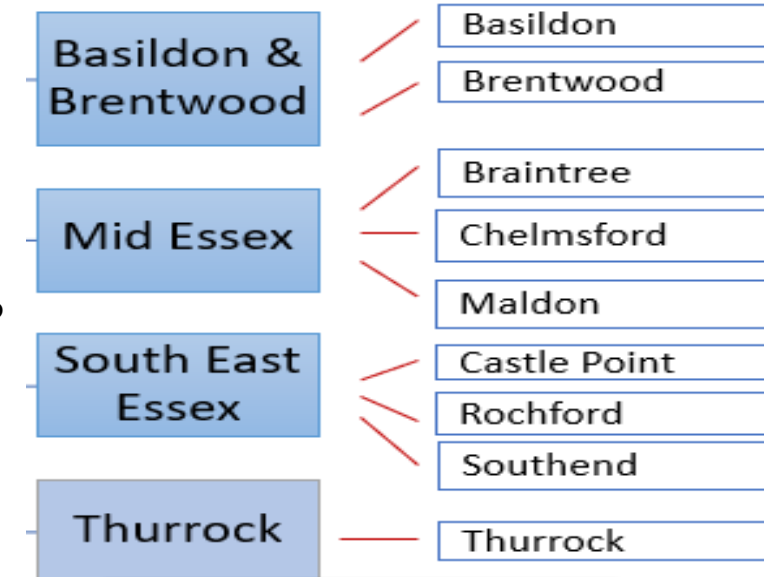 Basildon &
Brentwood
Basildon
Brentwood
Mid Essex
Braintree
Chelmsford
Maldon
South East
Essex
Castle Point
Rochford
Southend
Thurrock
Thurrock